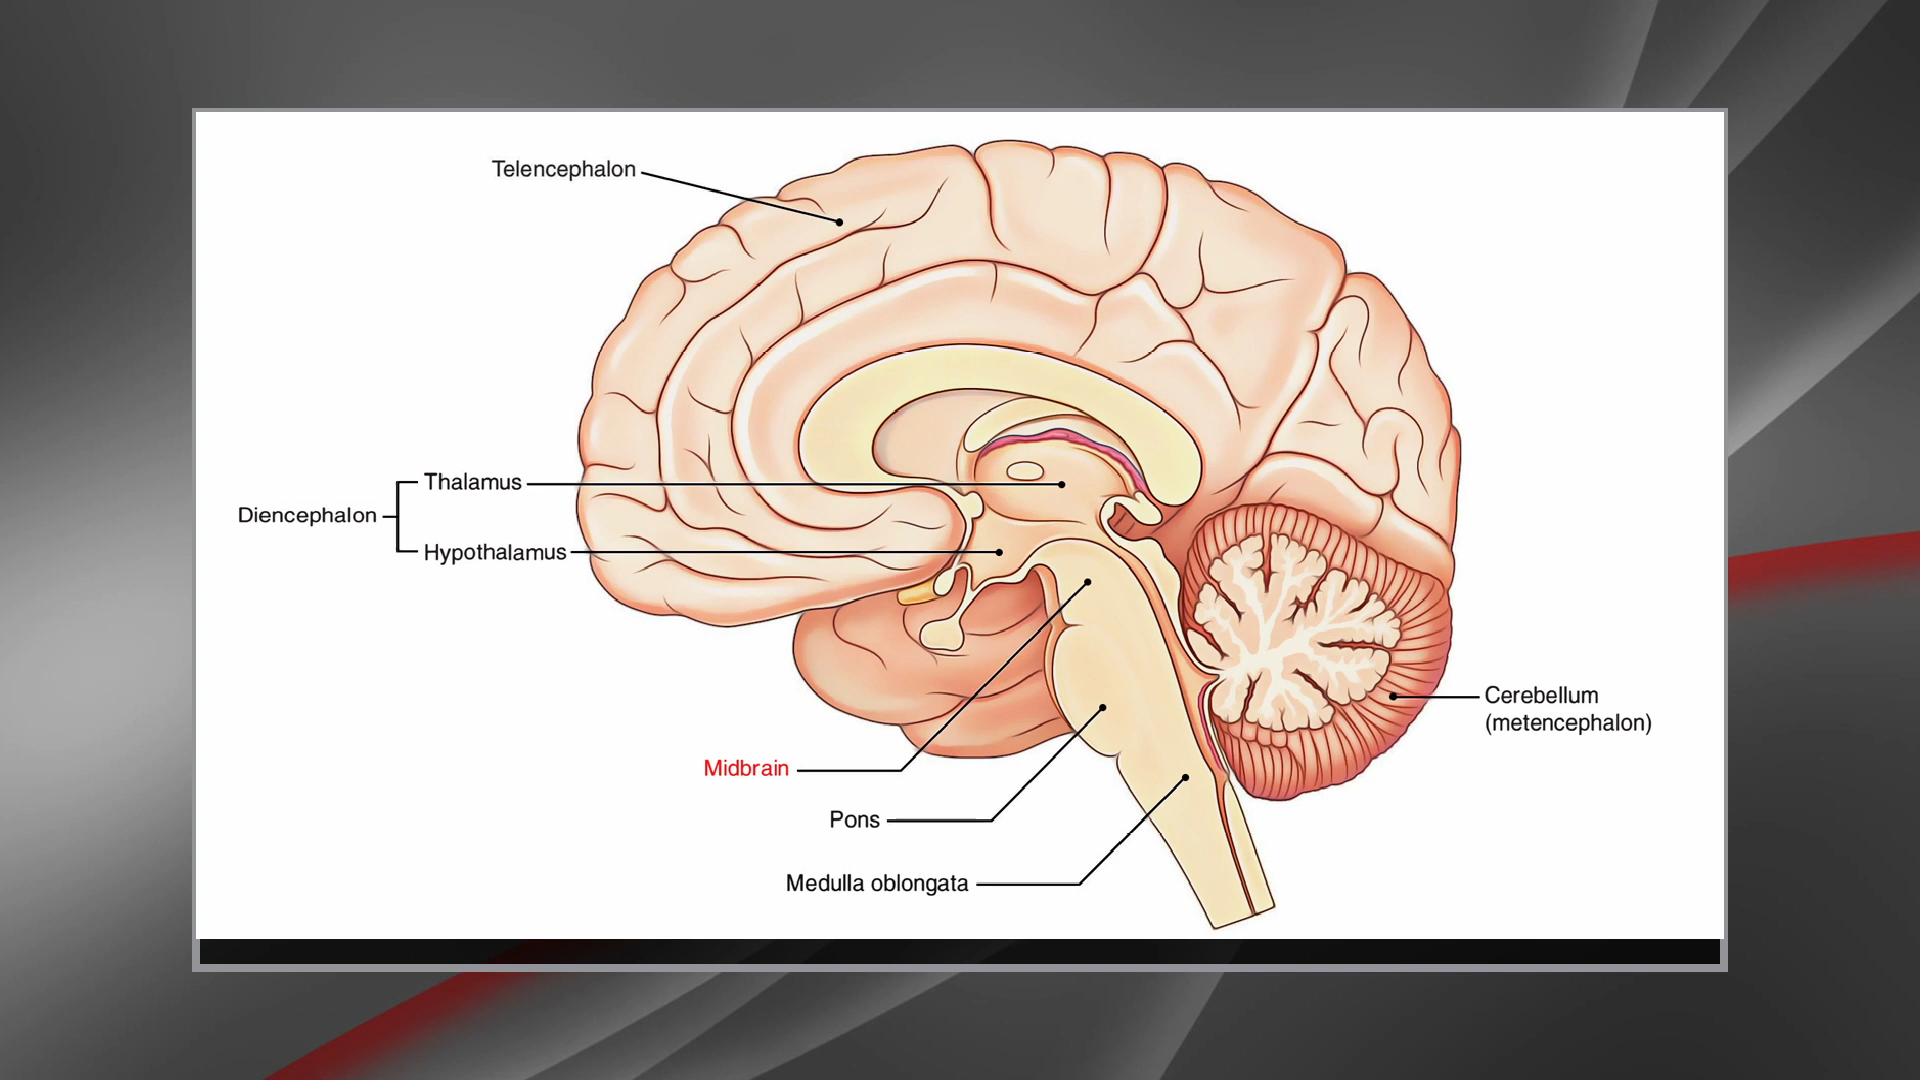 Telencephalon
Thalamus
Diencephalon
Hypothalamus
Cerebellum
(metencephalon)
Midbrain
Pons
Medulla oblongata